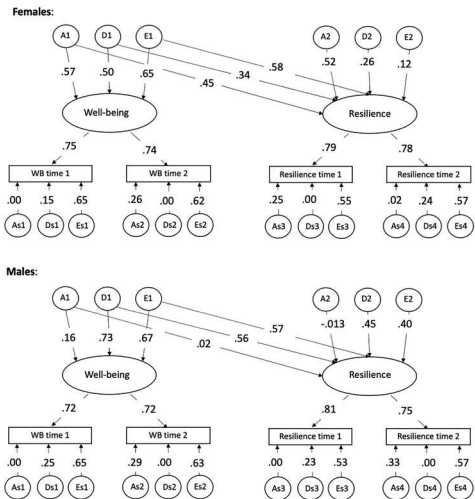 Females:
A1 D1 E1 A2 D2 E2
.58
.57 .50 .65 .34 .52 .26 .12
.45
Well-being Resilience
.75 .74 .79 .78
WB time 1 WB time 2 Resilience time 1 Resilience time 2
.00 .15 .65 .26 .00 .62 .25 .00 .55 .02 .24 .57
As1 Ds1 Es1 As2 Ds2 Es2 As3 Ds3 Es3 As4 Ds4 Es4
Males:
A1 D1 E1 A2 D2 E2
.57
.16 .73 .67 .56 -.013 .45 .40
.02
Well-being Resilience
.72 .72 .81 .75
WB time 1 WB time 2 Resilience time 1 Resilience time 2
.00 .25 .65 .29 .00 .63 .00 .23 .53 .33 .00 .57
As1 Ds1 Es1 As2 Ds2 Es2 As3 Ds3 Es3 As4 Ds4 Es4